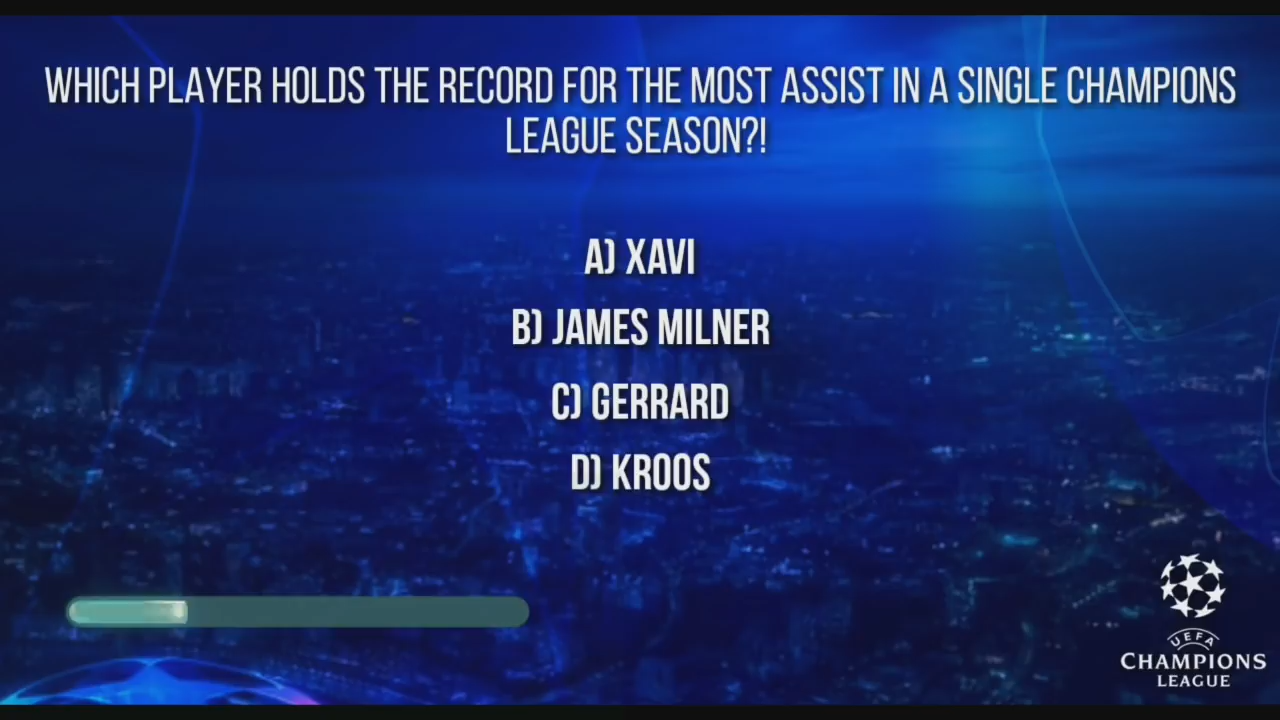 WHICH PLAYER HOLDS THE RECORD FOR THE MOST ASSIST IN A SINGLE CHAMPIONS
LEAGUE SEASON?!
A) XAVI
B) JAMES MILNER
C) GERRARD
D) KROOS
UEFA
CHAMPIONS
LEAGUE